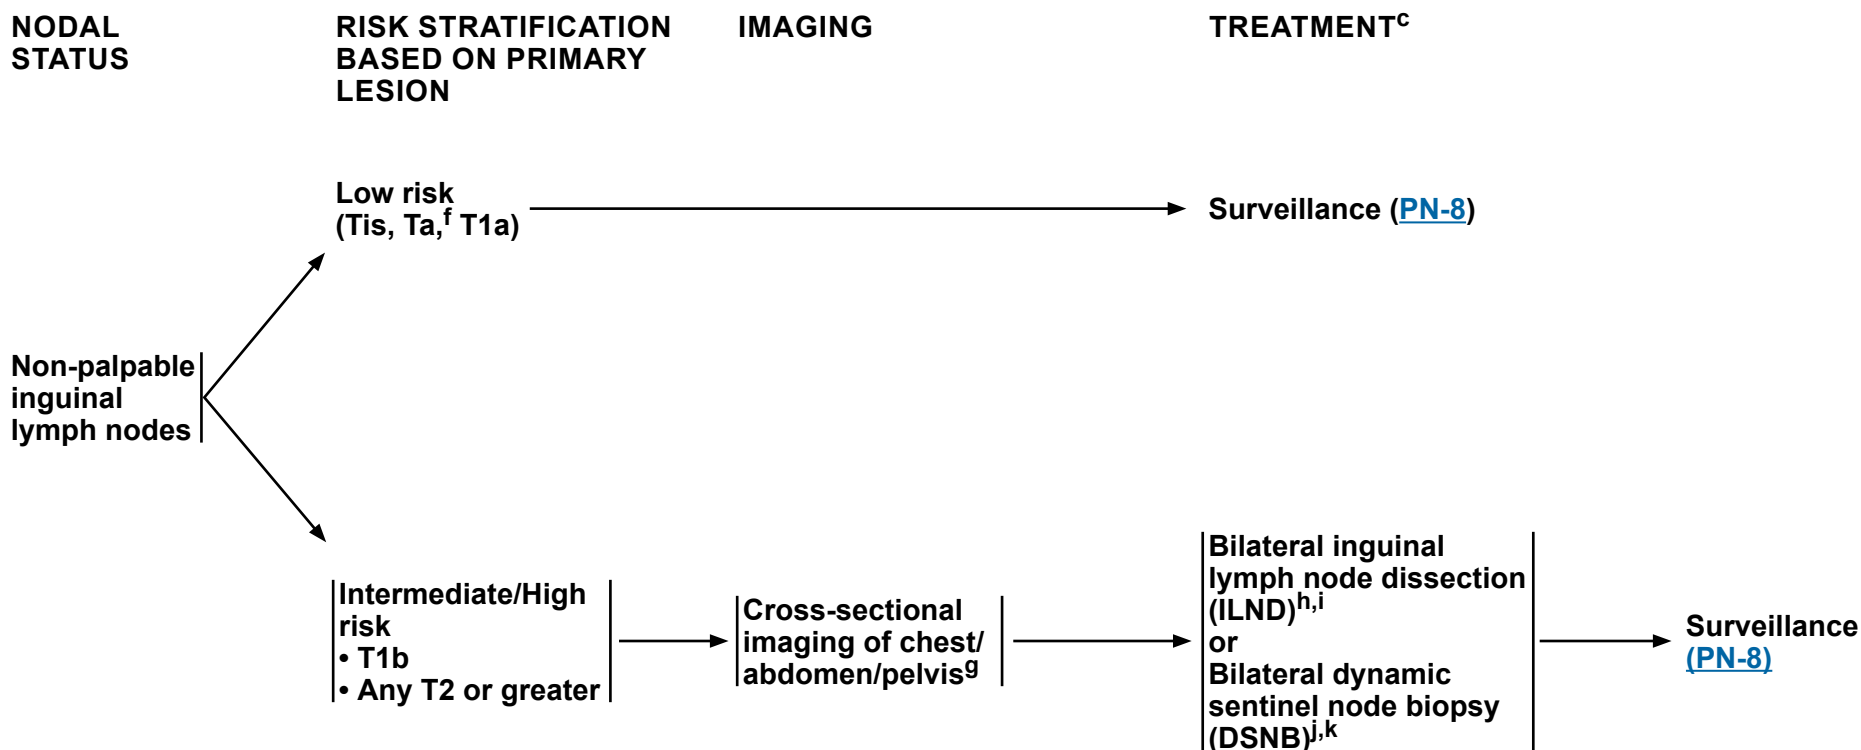 NODAL
STATUS
RISK STRATIFICATION
BASED ON PRIMARY
LESION
IMAGING
TREATMENTc
Low risk
(Tis, Ta,f T1a)
Surveillance (PN-8)
Non-palpable
inguinal
lymph nodes
Intermediate/High
risk
• T1b
• Any T2 or greater
Cross-sectional
imaging of chest/
abdomen/pelvisg
Bilateral inguinal
lymph node dissection
(ILND)h,i
or
Bilateral dynamic
sentinel node biopsy
(DSNB)j,k
Surveillance
(PN-8)